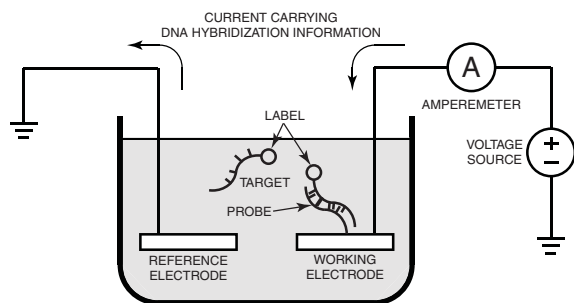 CURRENT CARRYING
DNA HYBRIDIZATION INFORMATION
A
AMPEREMETER
LABEL
VOLTAGE
SOURCE
+
−
TARGET
PROBE
REFERENCE
ELECTRODE
WORKING
ELECTRODE